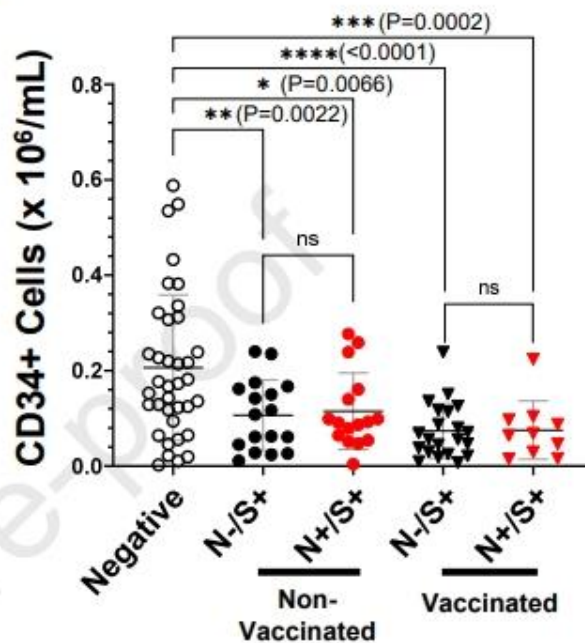 *** (P=0.0002)
**** (<0.0001)
* (P=0.0066)
** (P=0.0022)
CD34+ Cells (x 10⁶/mL)
0.8
0.6
0.4
0.2
0.0
ns
ns
e-proof
Negative
N-/S+
N+/S+
N-/S+
N+/S+
Non-
Vaccinated
Vaccinated